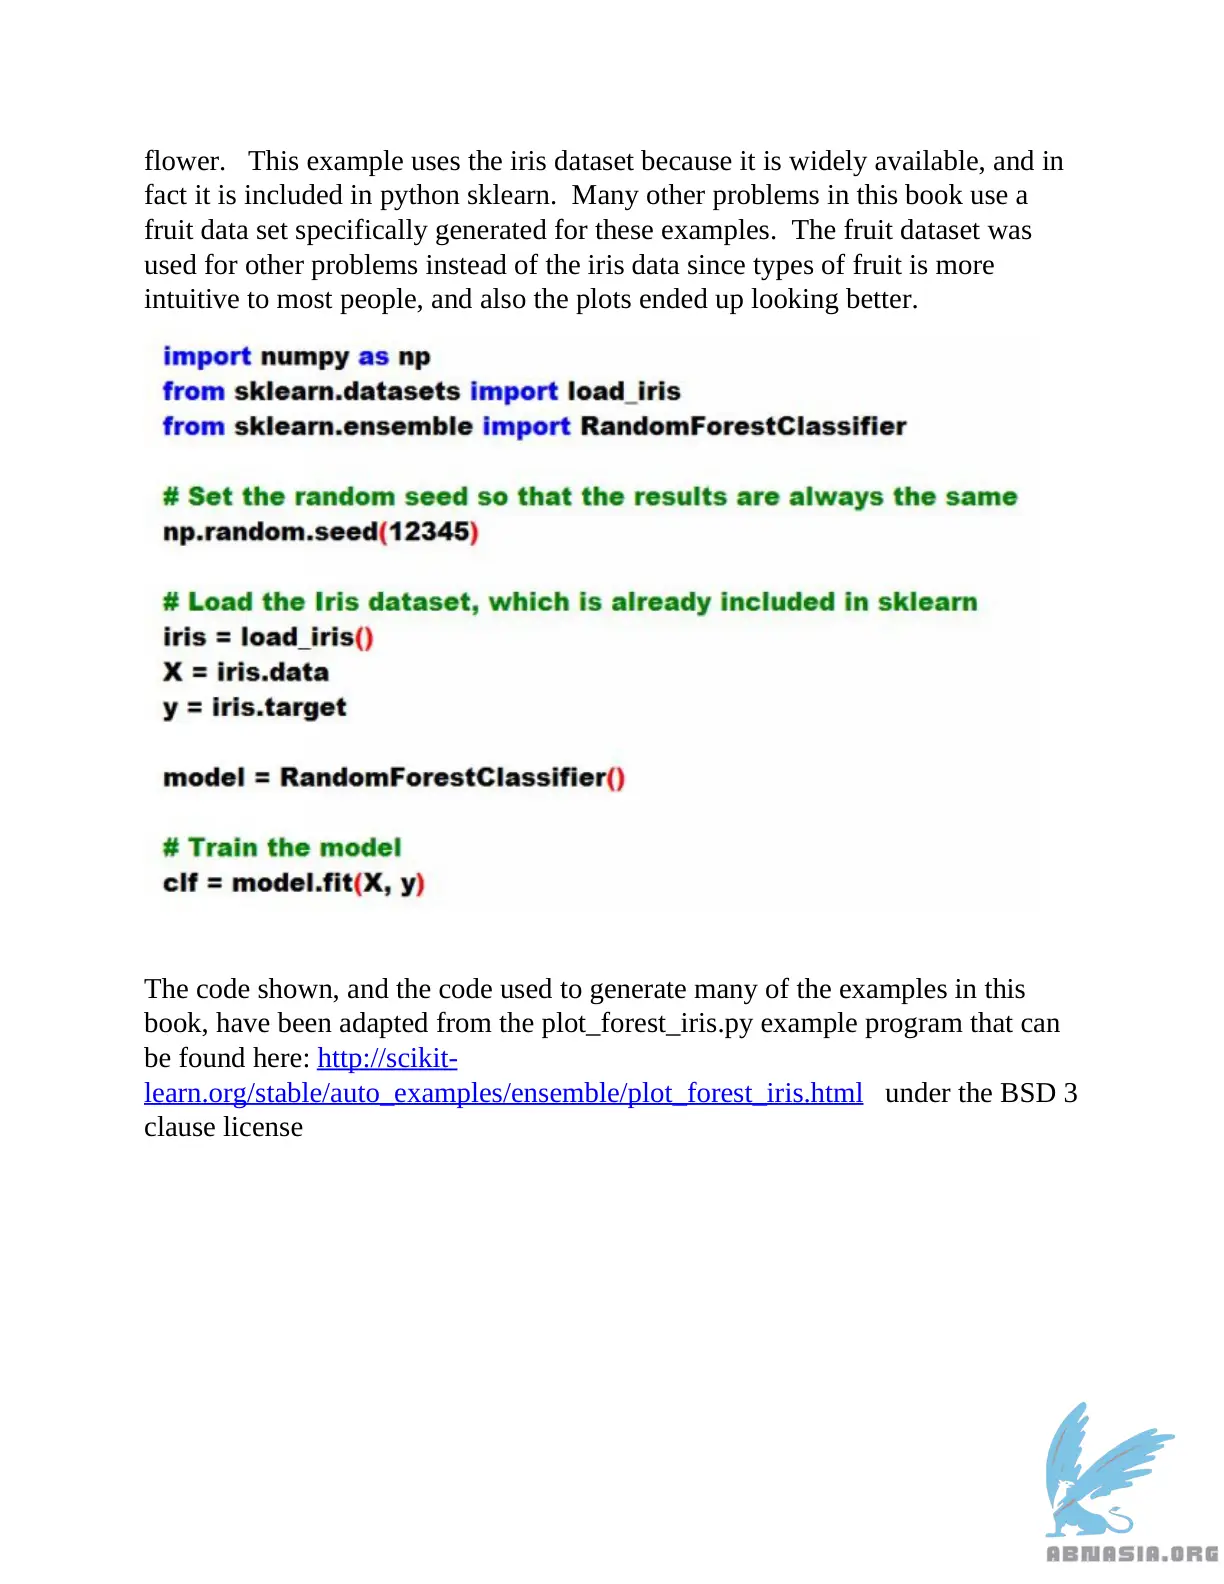 flower.   This example uses the iris dataset because it is widely available, and in
fact it is included in python sklearn.  Many other problems in this book use a
fruit data set specifically generated for these examples.  The fruit dataset was
used for other problems instead of the iris data since types of fruit is more
intuitive to most people, and also the plots ended up looking better.
import numpy as np
from sklearn.datasets import load_iris
from sklearn.ensemble import RandomForestClassifier
# Set the random seed so that the results are always the same
np.random.seed(12345)
# Load the Iris dataset, which is already included in sklearn
iris = load_iris()
X = iris.data
y = iris.target
model = RandomForestClassifier()
# Train the model
clf = model.fit(X, y)
The code shown, and the code used to generate many of the examples in this
book, have been adapted from the plot_forest_iris.py example program that can
be found here: http://scikit-
learn.org/stable/auto_examples/ensemble/plot_forest_iris.html   under the BSD 3
clause license
ABNASIA.ORG